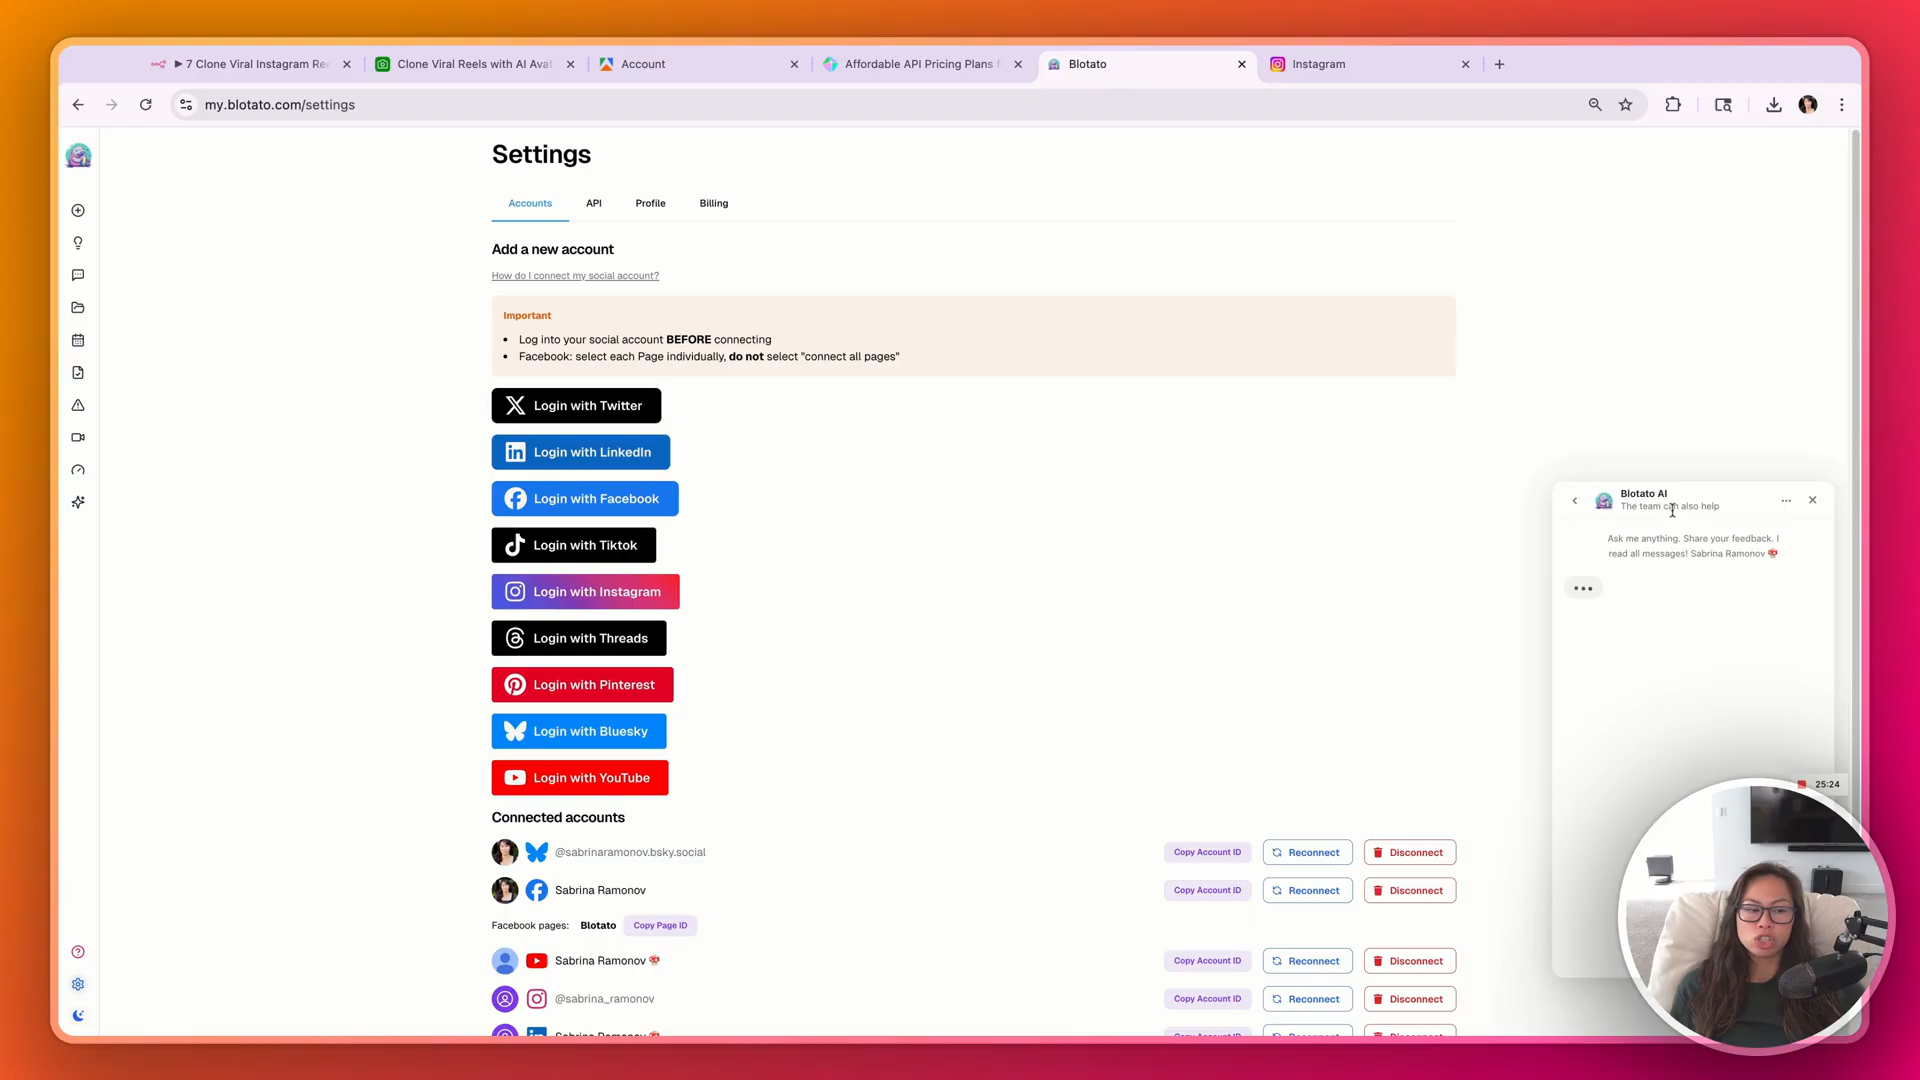 ▶ 7 Clone Viral Instagram Re
Clone Viral Reels with AI Ava
Account
Affordable API Pricing Plans f
Blotato
Instagram
my.blotato.com/settings
Settings
Accounts
API
Profile
Billing
Add a new account
How do I connect my social account?
Important
• Log into your social account BEFORE connecting
• Facebook: select each Page individually, do not select "connect all pages"
Login with Twitter
Login with LinkedIn
Login with Facebook
Login with Tiktok
Login with Instagram
Login with Threads
Login with Pinterest
Login with Bluesky
Login with YouTube
Connected accounts
@sabrinaramonov.bsky.social
Copy Account ID
Reconnect
Disconnect
Sabrina Ramonov
Copy Account ID
Reconnect
Disconnect
Facebook pages: Blotato Copy Page ID
Sabrina Ramonov
Copy Account ID
Reconnect
Disconnect
@sabrina_ramonov
Copy Account ID
Reconnect
Disconnect
Blotato AI
The team can also help
Ask me anything. Share your feedback. I
read all messages! Sabrina Ramonov
25:24